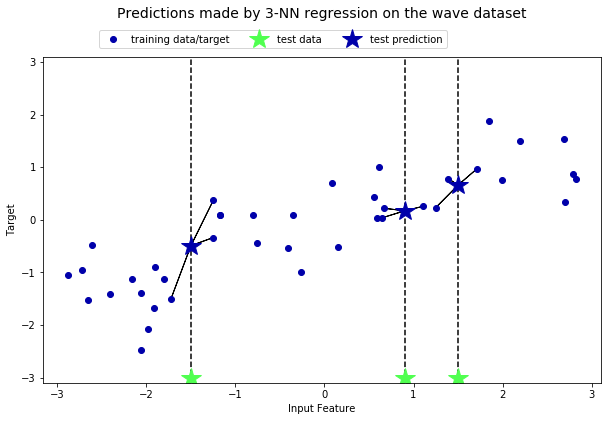 Predictions made by 3-NN regression on the wave dataset
training data/target test data test prediction
3
2
1
0
−1
−2
−3
Target
−3 −2 −1 0 1 2 3
Input Feature